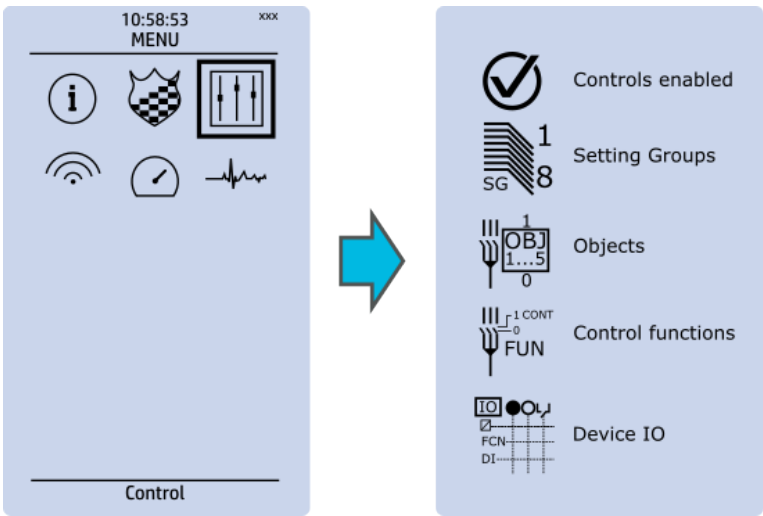 10:58:53 xxx
MENU
i
Control
Controls enabled
1
SG 8
Setting Groups
1
OBJ
1...5
0
Objects
1 CONT
0
FUN
Control functions
IO
FCN
DI
Device IO